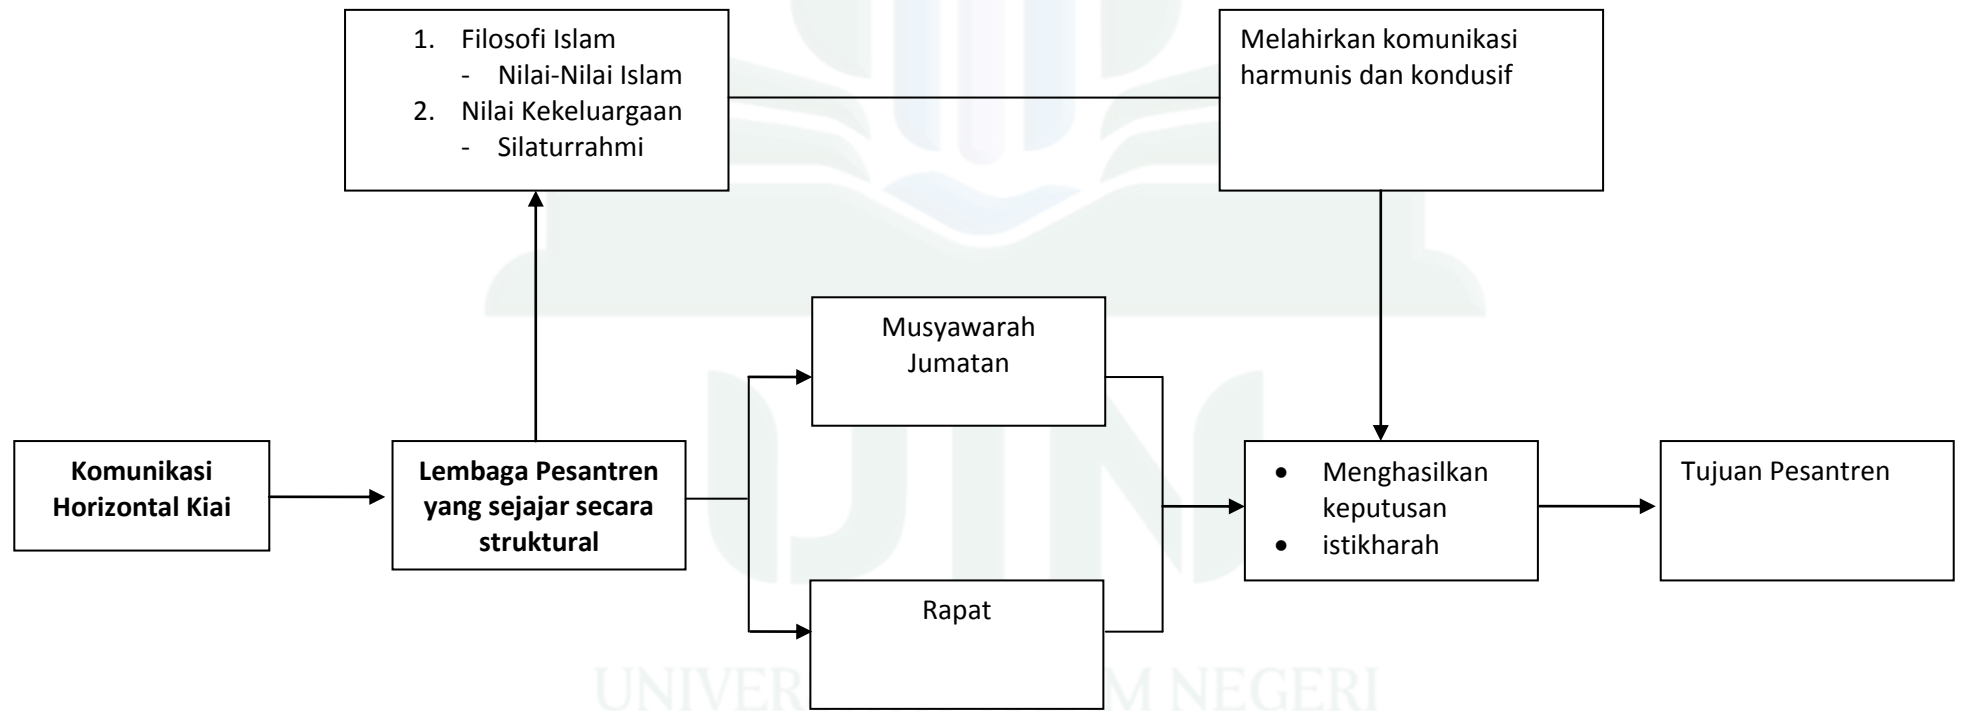 1. Filosofi Islam
- Nilai-Nilai Islam
2. Nilai Kekeluargaan
- Silaturrahmi
Melahirkan komunikasi
harmunis dan kondusif
Musyawarah
Jumatan
Komunikasi
Horizontal Kiai
Lembaga Pesantren
yang sejajar secara
struktural
• Menghasilkan
keputusan
• istikharah
Tujuan Pesantren
Rapat
UIN
UNIVER M NEGERI